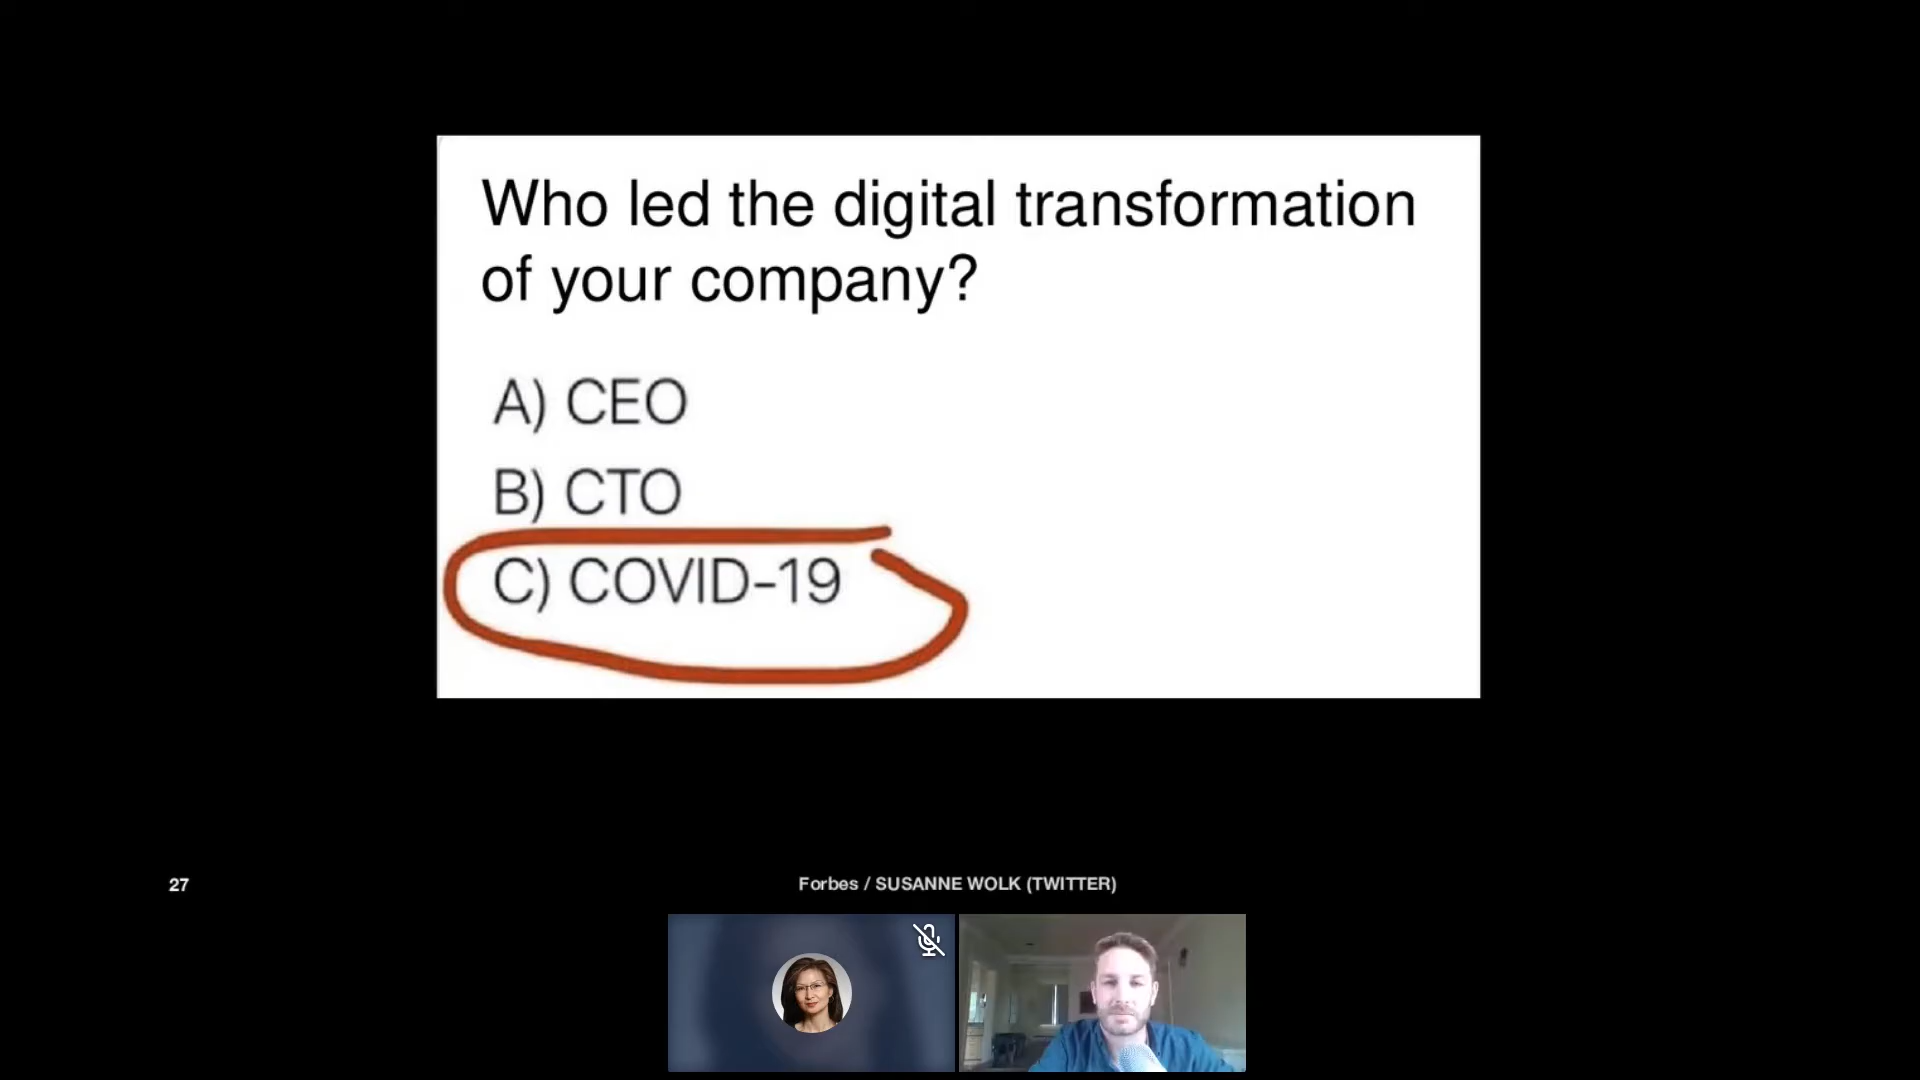 Who led the digital transformation
of your company?
A) CEO
B) CTO
C) COVID-19
27
Forbes / SUSANNE WOLK (TWITTER)